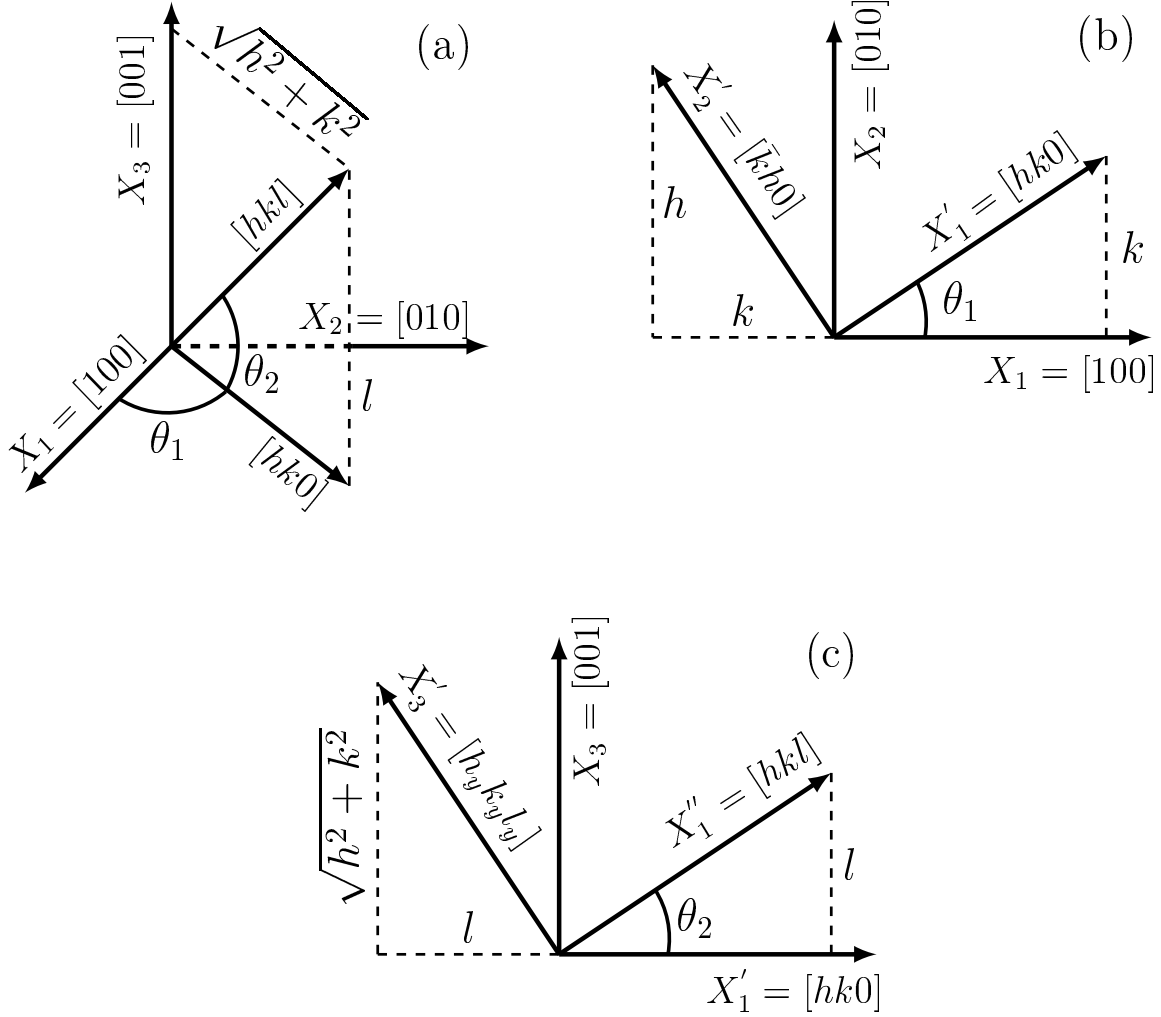 (a)
X₃ = [001]
√(h² + k²)
[hkl]
X₂ = [010]
X₁ = [100]
θ₂
θ₁
l
[hk0]
(b)
X₂ = [010]
X₂′ = [k̄h0]
X₁′ = [hk0]
h
k
k
θ₁
X₁ = [100]
(c)
X₃ = [001]
X₃′ = [h_y k_y l_y]
√(h² + k²)
X₁″ = [hkl]
l
l
θ₂
X₁′ = [hk0]